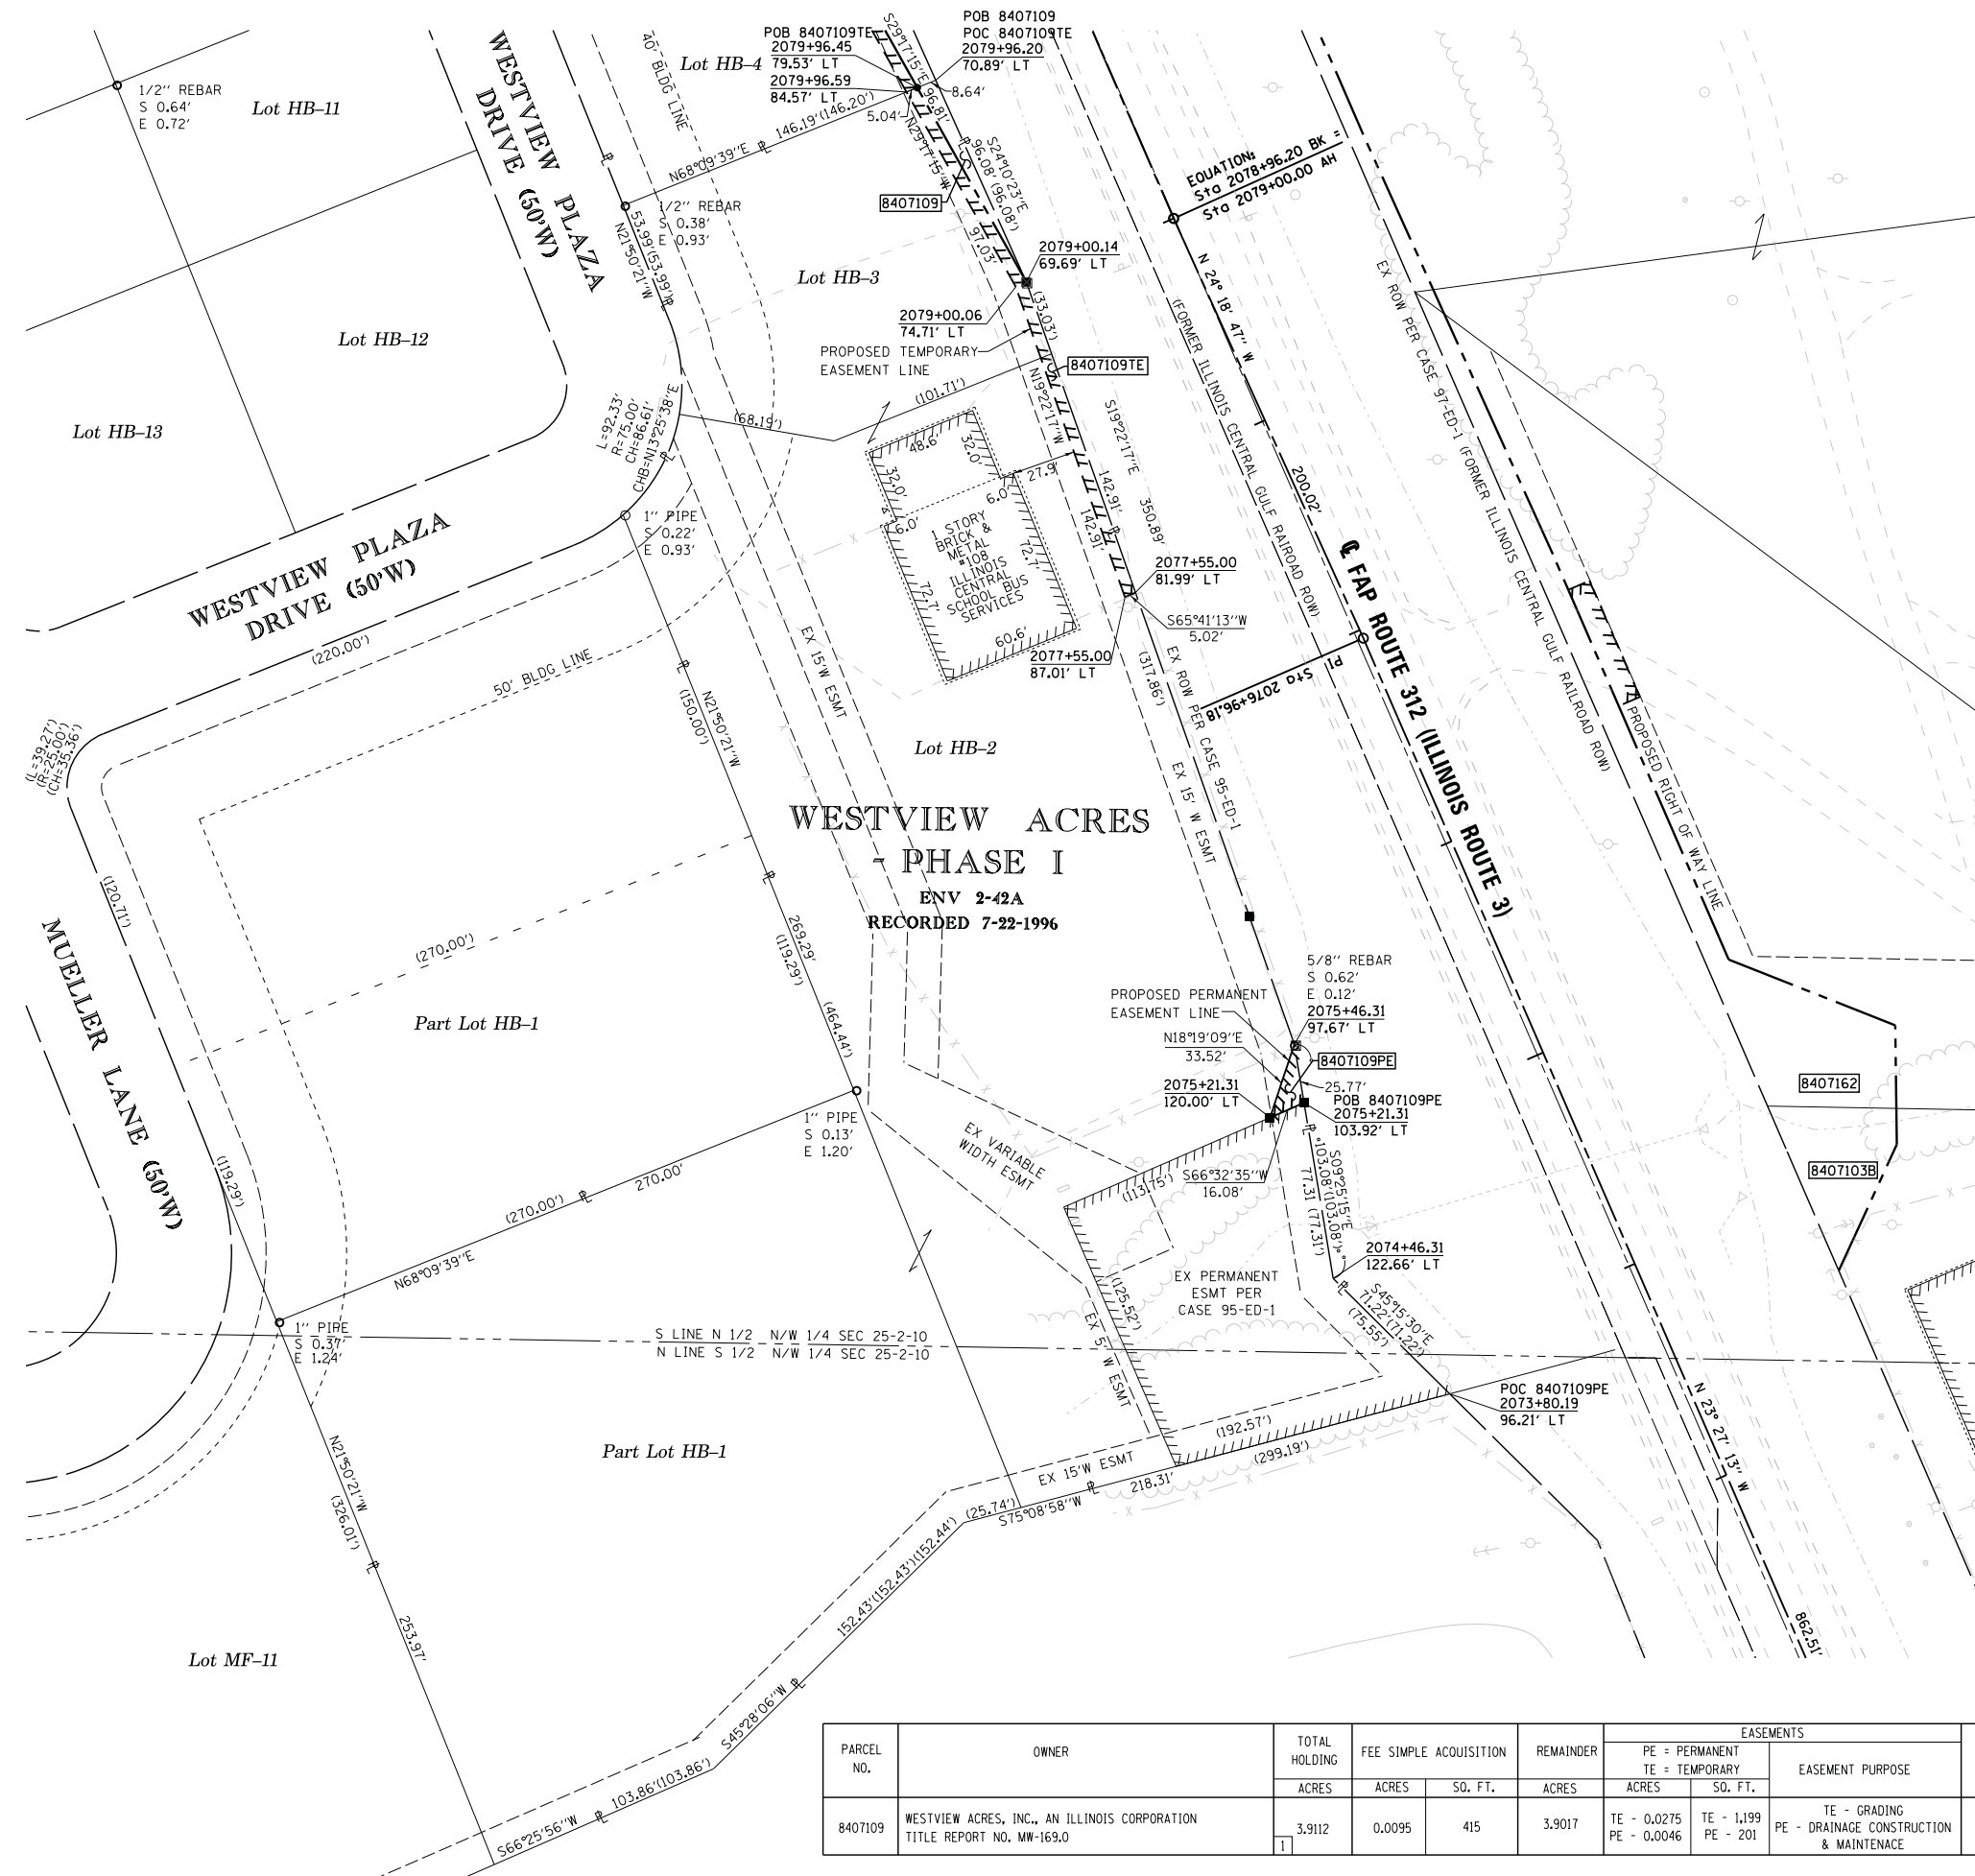 POB 8407109
POC 8407109TE
2079+96.20
70.89' LT
POB 8407109TE
2079+96.45
79.53' LT
2079+96.59
84.57' LT
S29°17'15"E
96.81'
8.64'
5.04'
N29°17'15"W
97.03'
S24°10'23"E
96.08' (96.08')
1/2'' REBAR
S 0.64'
E 0.72'
Lot HB-11
WESTVIEW PLAZA
DRIVE (50'W)
40' BLDG LINE
Lot HB-4
146.19'(146.20')
N68°09'39''E
1/2'' REBAR
S 0.38'
E 0.93'
53.99'(53.99')
N21°50'21''W
8407109
EQUATION:
Sta 2078+96.20 BK =
Sta 2079+00.00 AH
2079+00.14
69.69' LT
Lot HB-3
Lot HB-12
Lot HB-13
2079+00.06
74.71' LT
PROPOSED TEMPORARY
EASEMENT LINE
(33.03')
8407109TE
N19°22'17''W
S19°22'17''E
(101.71')
(68.19')
L=92.33'
R=75.00'
CH=86.61'
CHB=N13°25'38''E
N 24° 18' 47'' W
(FORMER ILLINOIS CENTRAL GULF RAIROAD ROW)
EX ROW PER CASE 97-ED-1 (FORMER ILLINOIS CENTRAL GULF RAILROAD ROW)
200.02'
48.6'
32.0'
32.0'
27.9'
6.0'
6.0'
72.7'
72.7'
60.6'
1 STORY
BRICK &
METAL
#108
ILLINOIS
CENTRAL
SCHOOL BUS
SERVICES
142.91'
142.91'
350.89'
1'' PIPE
S 0.22'
E 0.93'
WESTVIEW PLAZA
DRIVE (50'W)
(220.00')
50' BLDG LINE
EX 15'W ESMT
2077+55.00
81.99' LT
S65°41'13''W
5.02'
2077+55.00
87.01' LT
(317.86')
EX ROW PER CASE 95-ED-1
EX 15' W ESMT
PI
Sta 2076+96.18
℄ FAP ROUTE 312 (ILLINOIS ROUTE 3)
PROPOSED RIGHT OF WAY LINE
(L=39.27')
(R=25.00')
(CH=35.36')
N21°50'21''W
(150.00')
Lot HB-2
WESTVIEW ACRES
- PHASE I
ENV 2-42A
RECORDED 7-22-1996
(120.71')
(270.00')
269.29'
(119.29')
(464.44')
MUELLER LANE (50'W)
Part Lot HB-1
5/8'' REBAR
S 0.62'
E 0.12'
2075+46.31
97.67' LT
PROPOSED PERMANENT
EASEMENT LINE
N18°19'09''E
33.52'
8407109PE
25.77'
2075+21.31
120.00' LT
POB 8407109PE
2075+21.31
103.92' LT
8407162
8407103B
1'' PIPE
S 0.13'
E 1.20'
EX VARIABLE
WIDTH ESMT
S66°32'35''W
16.08'
(113.75')
S09°25'15''E
103.08'(103.08')
77.31 (77.31')
(119.29')
(270.00')
270.00'
N68°09'39''E
2074+46.31
122.66' LT
EX PERMANENT
ESMT PER
CASE 95-ED-1
(125.52')
EX 5' W ESMT
S45°15'30''E
71.22'(71.22')
(75.55')
1'' PIPE
S 0.37'
E 1.24'
S LINE N 1/2 N/W 1/4 SEC 25-2-10
N LINE S 1/2 N/W 1/4 SEC 25-2-10
POC 8407109PE
2073+80.19
96.21' LT
N 23° 27' 13'' W
862.51'
(192.57')
(299.19')
EX 15'W ESMT
218.31'
(25.74')
S75°08'58''W
Part Lot HB-1
N21°50'21''W
(326.01')
253.97'
152.43'(152.43')(152.44')
S45°28'06''W
Lot MF-11
103.86'(103.86')
S66°25'56''W
PARCEL NO. OWNER TOTAL HOLDING FEE SIMPLE ACQUISITION REMAINDER EASEMENTS
PE = PERMANENT
TE = TEMPORARY
EASEMENT PURPOSE
ACRES ACRES SQ. FT. ACRES ACRES SQ. FT.
8407109 WESTVIEW ACRES, INC., AN ILLINOIS CORPORATION
TITLE REPORT NO. MW-169.0
3.9112 0.0095 415 3.9017
1
TE - 0.0275 TE - 1,199
PE - 0.0046 PE - 201
TE - GRADING
PE - DRAINAGE CONSTRUCTION
& MAINTENACE